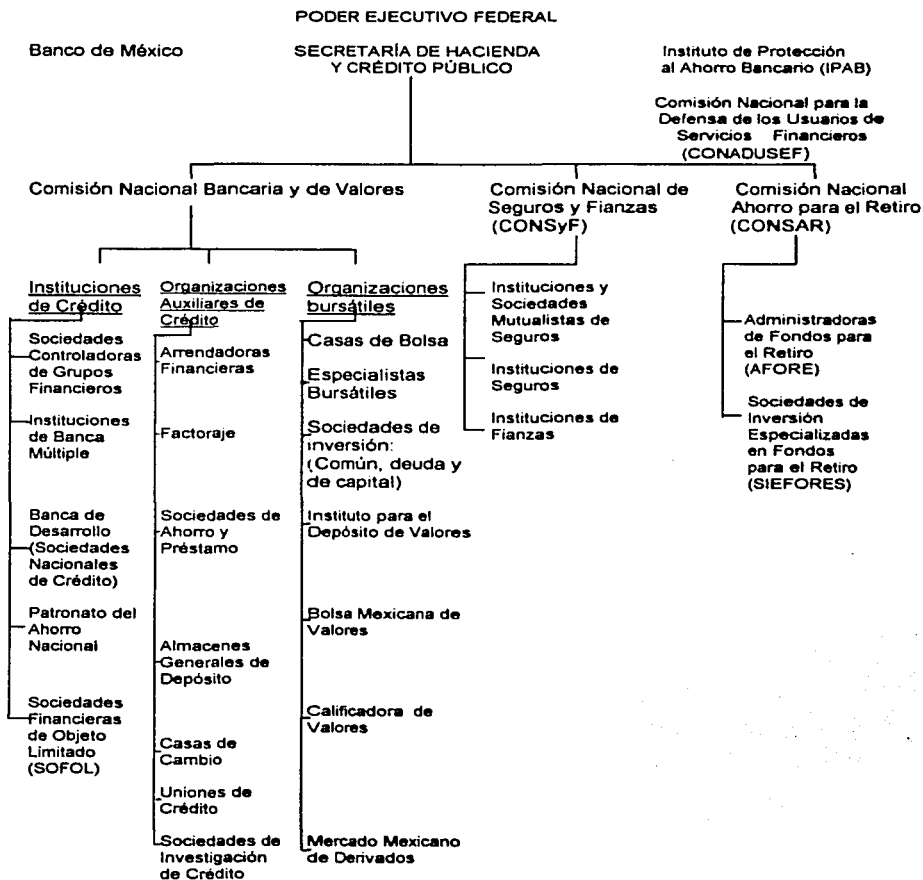 PODER EJECUTIVO FEDERAL
Banco de México
SECRETARÍA DE HACIENDA
Y CRÉDITO PÚBLICO
Instituto de Protección
al Ahorro Bancario (IPAB)
Comisión Nacional para la
Defensa de los Usuarios de
Servicios Financieros
(CONADUSEF)
Comisión Nacional Bancaria y de Valores
Comisión Nacional de
Seguros y Fianzas
(CONSyF)
Comisión Nacional
Ahorro para el Retiro
(CONSAR)
Instituciones
de Crédito
Sociedades
Controladoras
de Grupos
Financieros
Instituciones
de Banca
Múltiple
Banca de
Desarrollo
(Sociedades
Nacionales
de Crédito)
Patronato del
Ahorro
Nacional
Sociedades
Financieras
de Objeto
Limitado
(SOFOL)
Organizaciones
Auxiliares de
Crédito
Arrendadoras
Financieras
Factoraje
Sociedades de
Ahorro y
Préstamo
Almacenes
Generales de
Depósito
Casas de
Cambio
Uniones de
Crédito
Sociedades de
Investigación
de Crédito
Organizaciones
bursátiles
Casas de Bolsa
Especialistas
Bursátiles
Sociedades de
inversión:
(Común, deuda y
de capital)
Instituto para el
Depósito de Valores
Bolsa Mexicana de
Valores
Calificadora de
Valores
Mercado Mexicano
de Derivados
Instituciones y
Sociedades
Mutualistas de
Seguros
Instituciones de
Seguros
Instituciones de
Fianzas
Administradoras
de Fondos para
el Retiro
(AFORE)
Sociedades de
Inversión
Especializadas
en Fondos
para el Retiro
(SIEFORES)